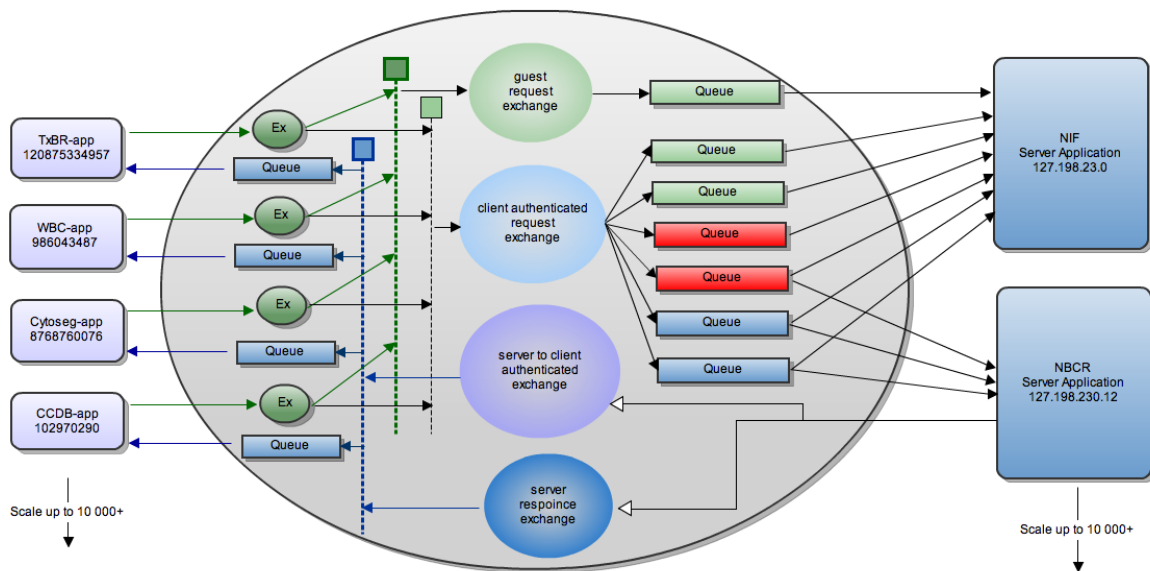 TxBR-app
120875334957
WBC-app
986043487
Cytoseg-app
8768760076
CCDB-app
102970290
Scale up to 10 000+
Ex
Queue
Ex
Queue
Ex
Queue
Ex
Queue
guest
request
exchange
client authenticated
request
exchange
server to client
authenticated
exchange
server
respoince
exchange
Queue
Queue
Queue
Queue
Queue
Queue
Queue
NIF
Server Application
127.198.23.0
NBCR
Server Application
127.198.230.12
Scale up to 10 000+